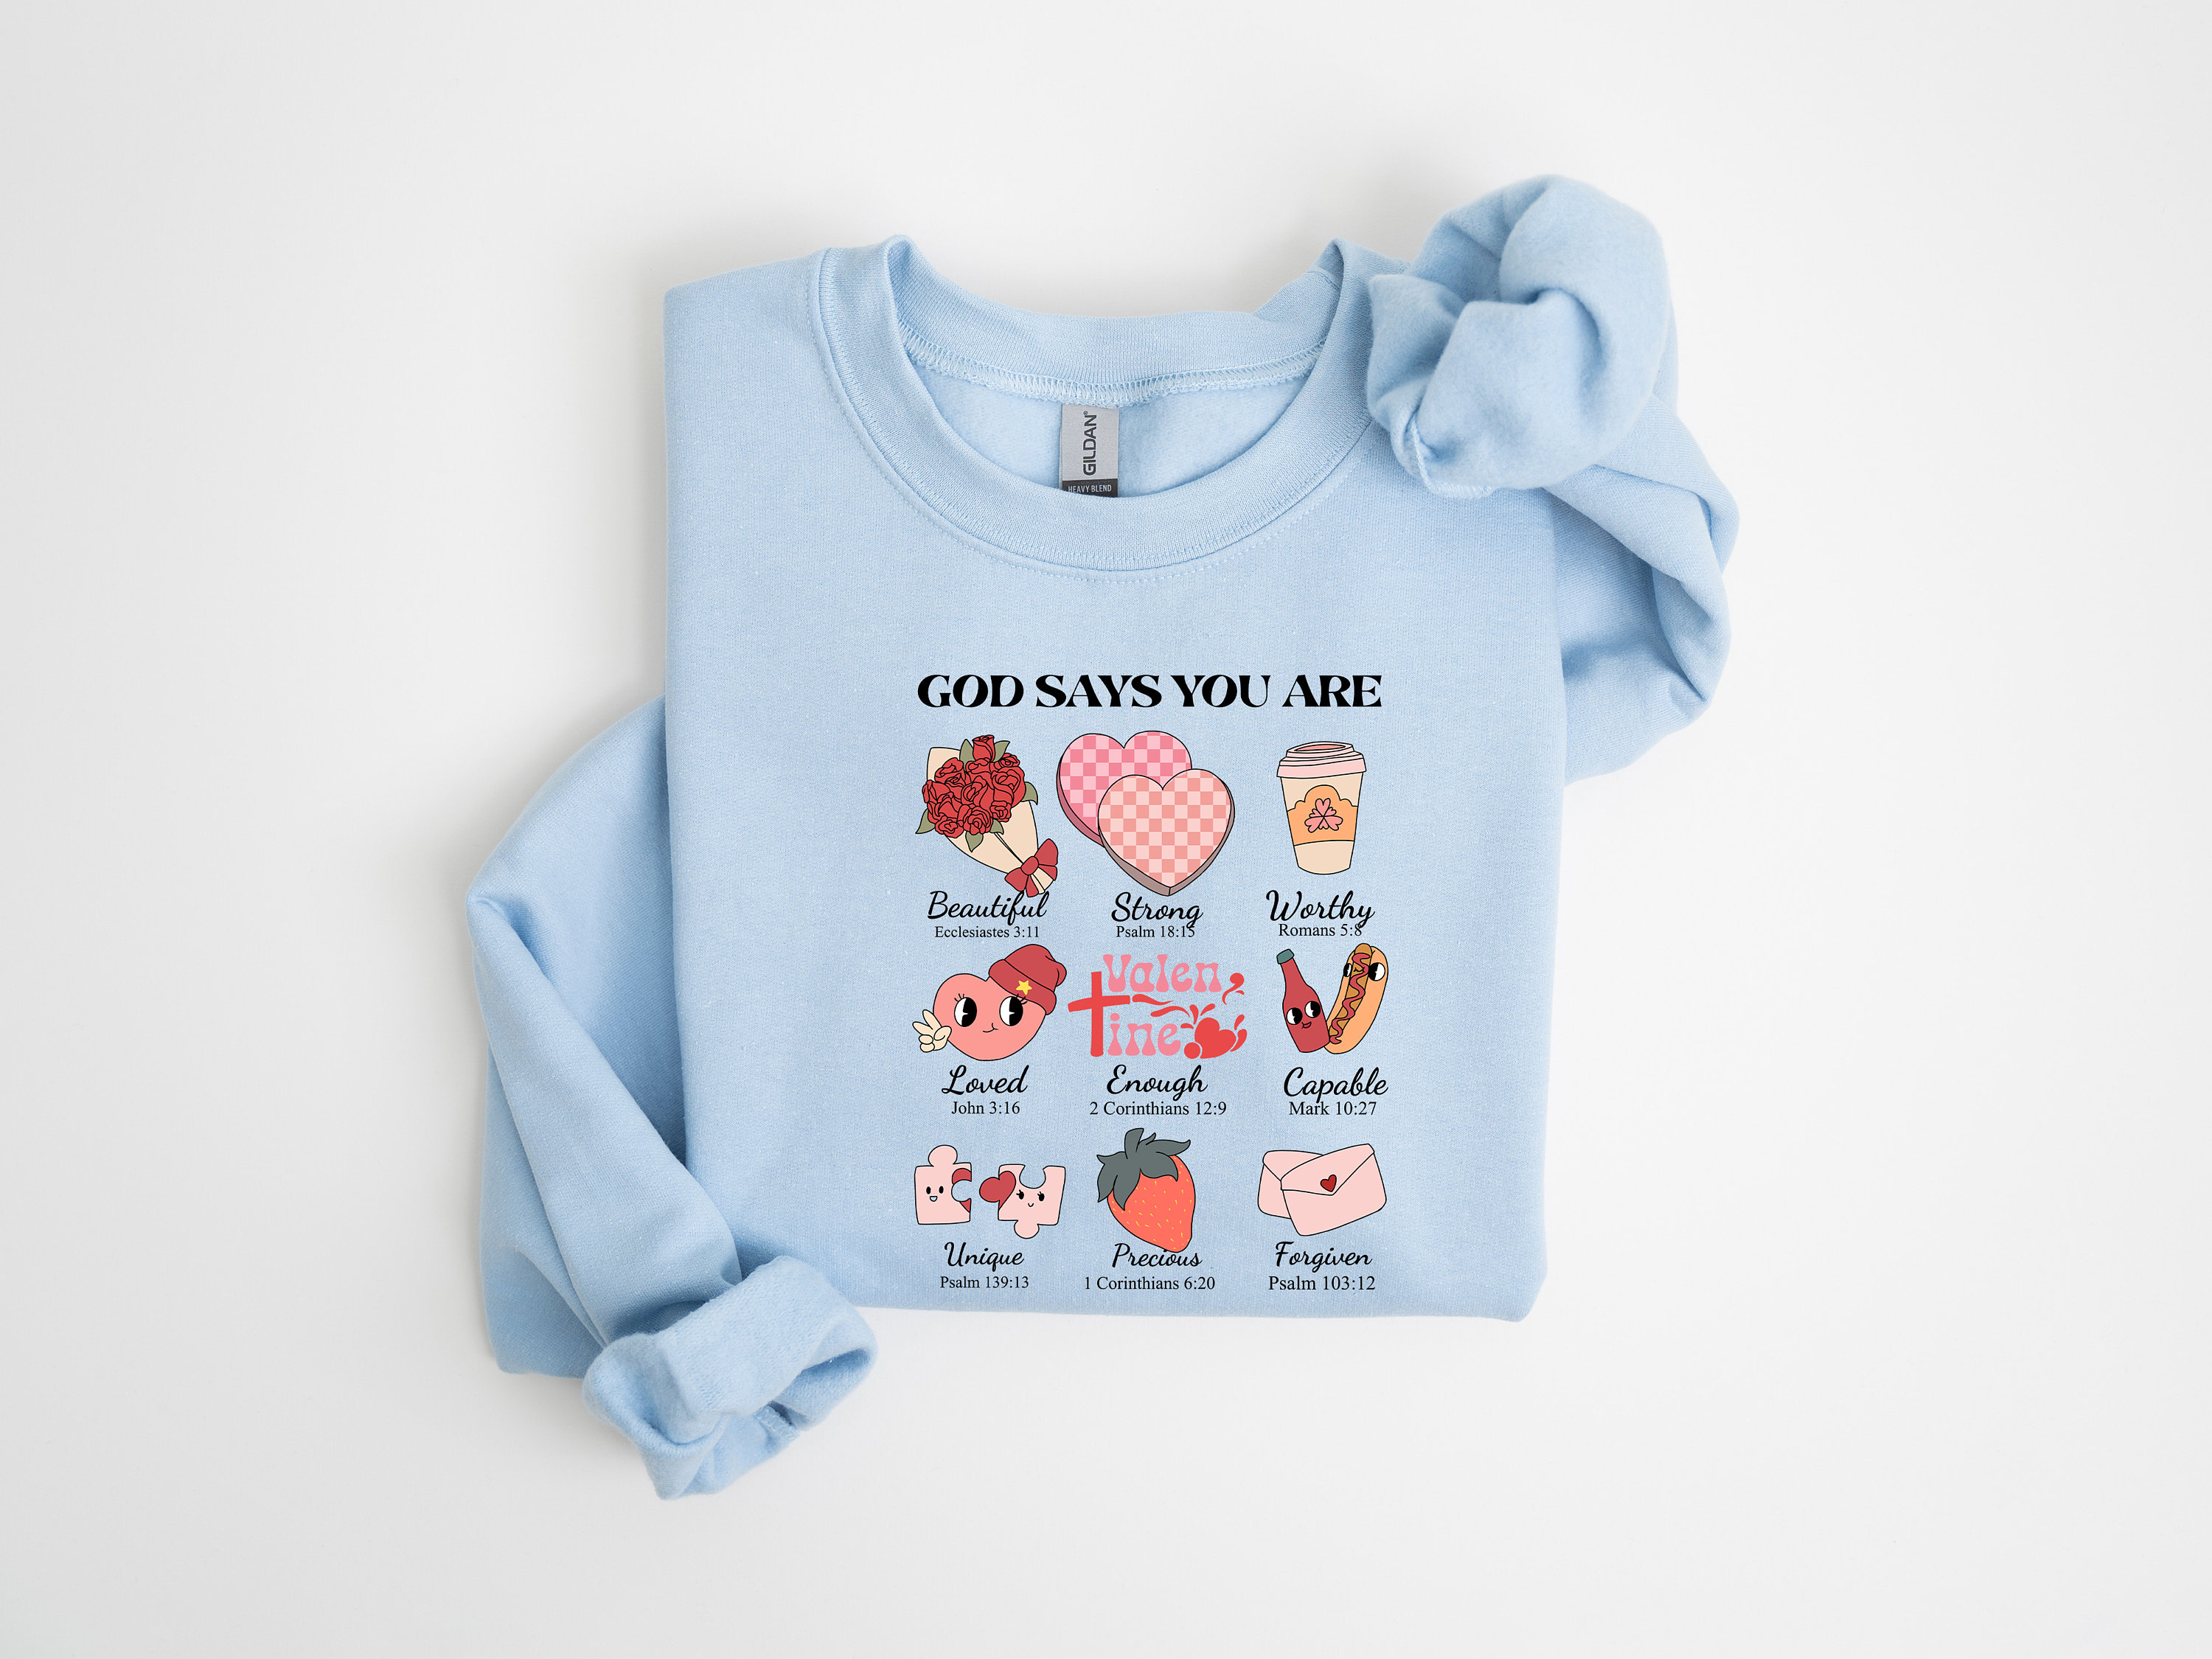 GILDAN®
HEAVY BLEND
GOD SAYS YOU ARE
Beautiful Strong Worthy
Ecclesiastes 3:11 Psalm 18:15 Romans 5:8
Valen
tine
Loved Enough Capable
John 3:16 2 Corinthians 12:9 Mark 10:27
Unique Precious Forgiven
Psalm 139:13 1 Corinthians 6:20 Psalm 103:12